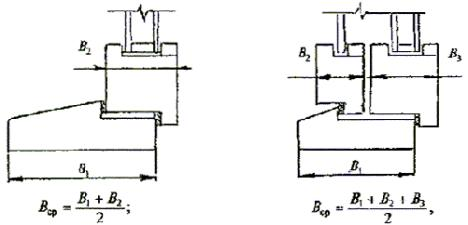 B₂
B₂ B₃
B₁ B₁
Bср = (B₁ + B₂)/2; Bср = (B₁ + B₂ + B₃)/2,